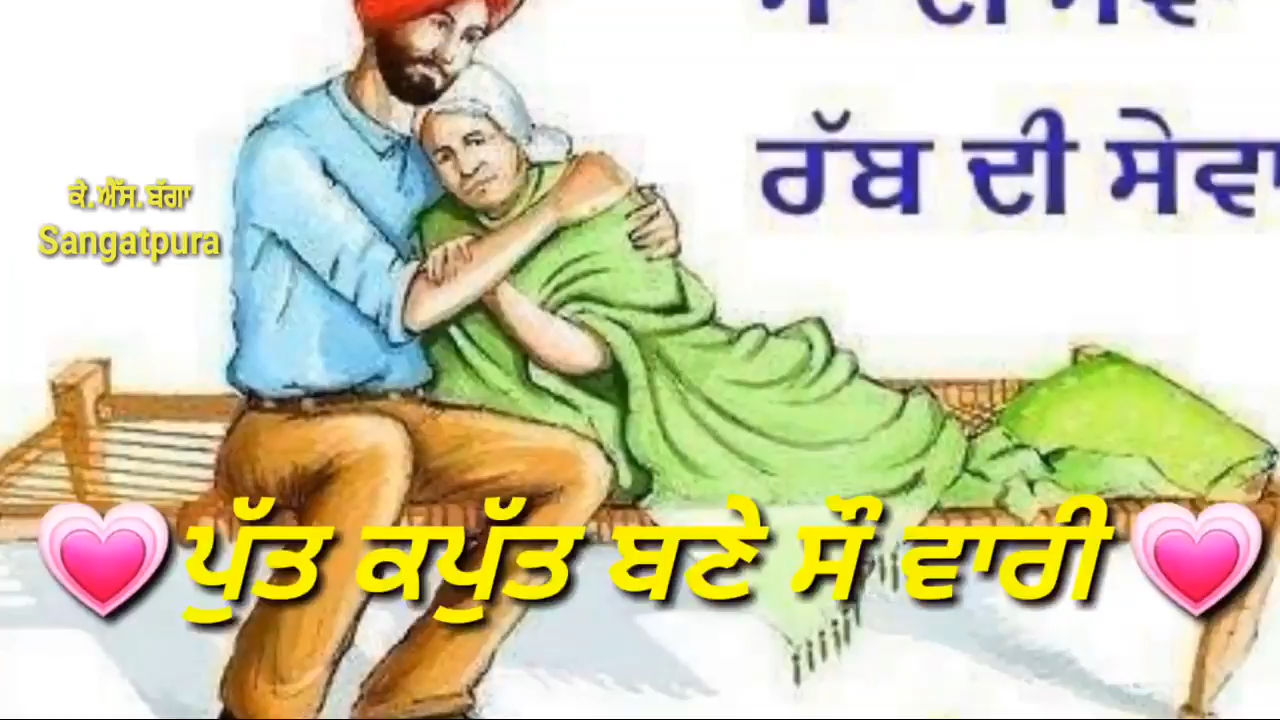 ਮਾਂ ਦੀ ਸੇਵਾ
ਰੱਬ ਦੀ ਸੇਵਾ
ਕੇ.ਐੱਸ.ਬੱਗਾ
Sangatpura
💗ਪੁੱਤ ਕਪੁੱਤ ਬਣੇ ਸੌ ਵਾਰੀ💗